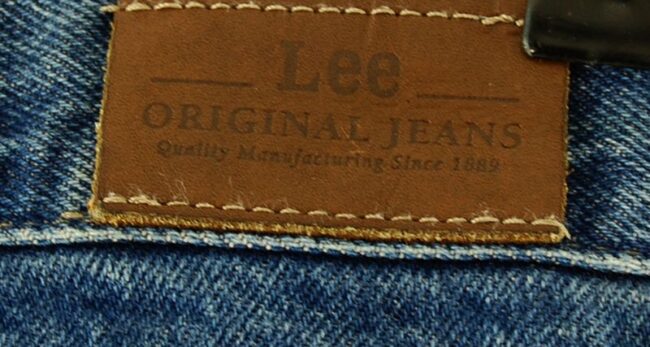 Lee
ORIGINAL JEANS
Quality Manufacturing Since 1889